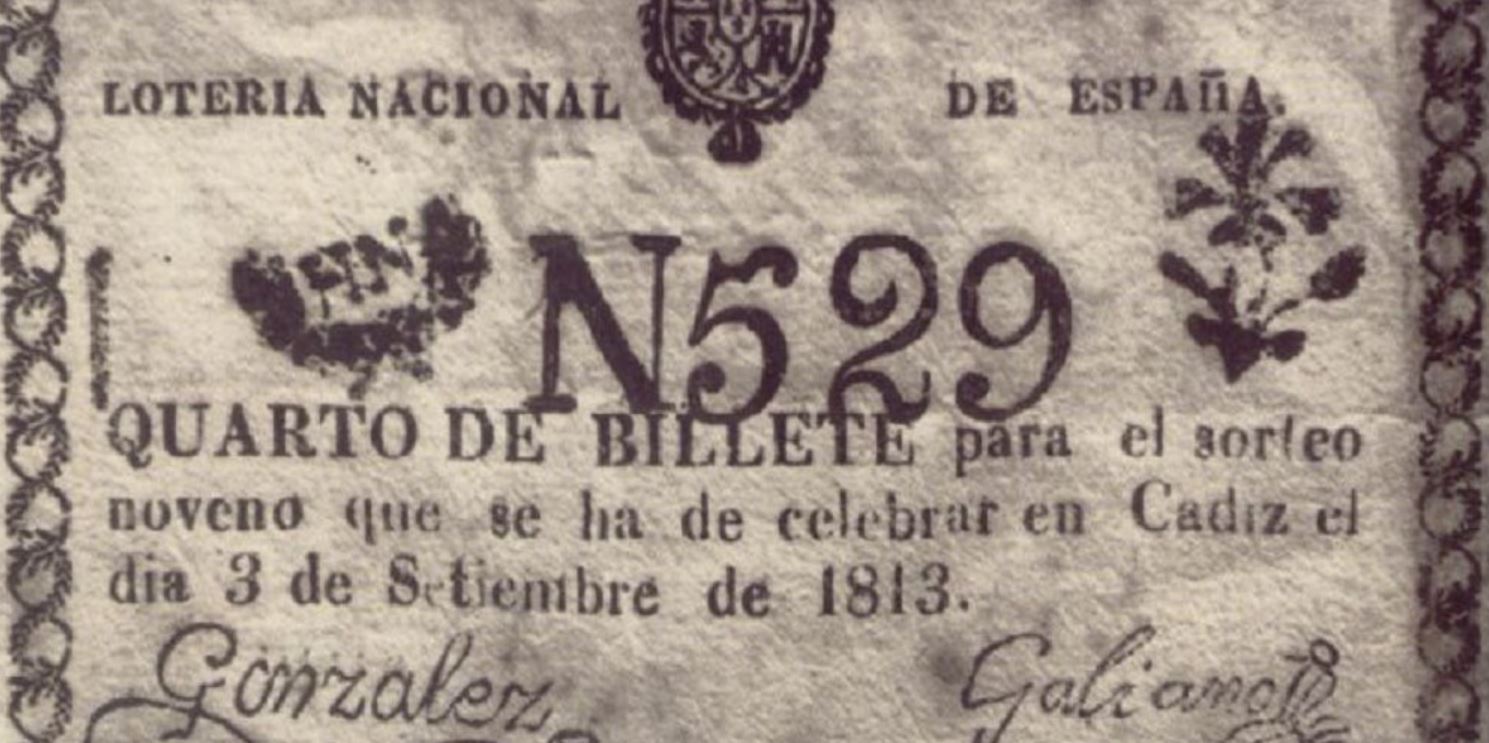 LOTERIA NACIONAL DE ESPAÑA.
FIN
N529
QUARTO DE BILLETE para el sorteo
noveno que se ha de celebrar en Cadiz el
dia 3 de Setiembre de 1813.
Gonzalez Galiano